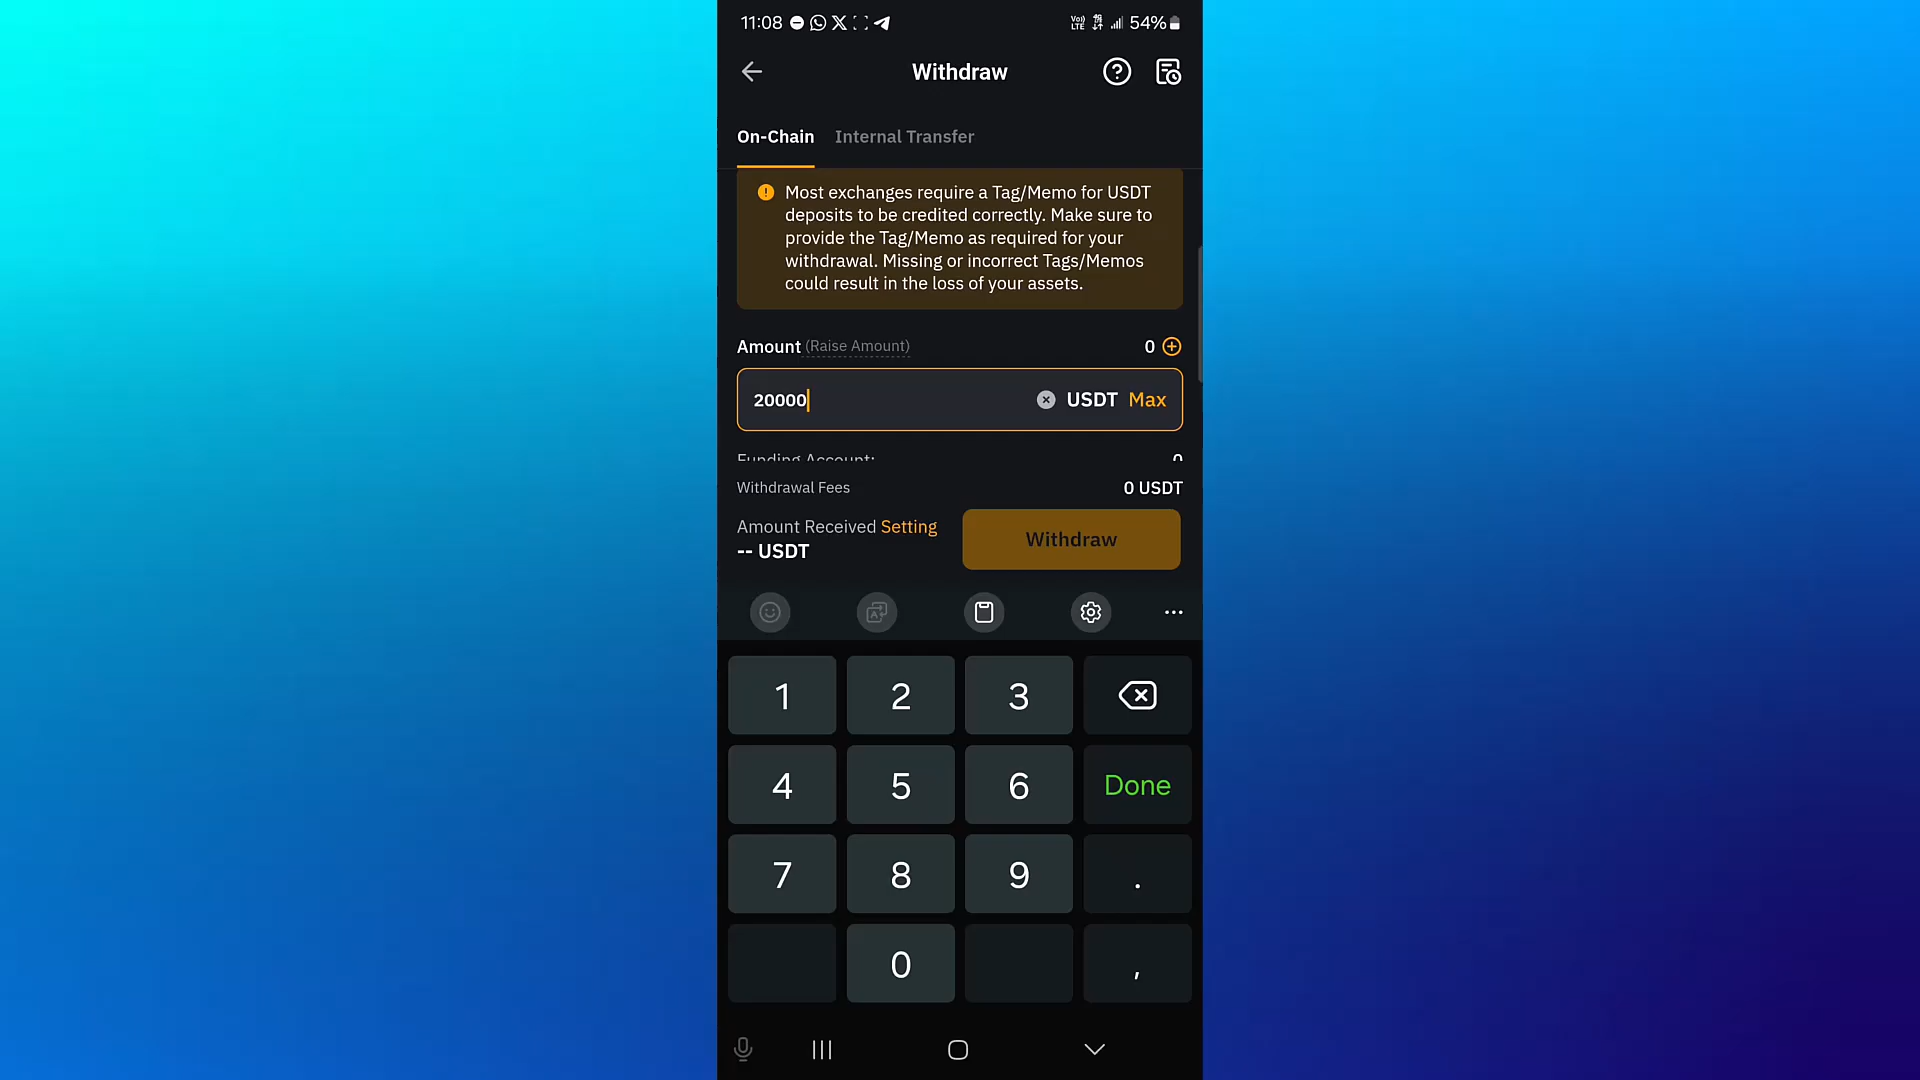 11:08 54%
Withdraw
On-Chain Internal Transfer
Most exchanges require a Tag/Memo for USDT
deposits to be credited correctly. Make sure to
provide the Tag/Memo as required for your
withdrawal. Missing or incorrect Tags/Memos
could result in the loss of your assets.
Amount (Raise Amount) 0
20000 USDT Max
Funding Account: 0
Withdrawal Fees 0 USDT
Amount Received Setting
-- USDT
Withdraw
1 2 3
4 5 6 Done
7 8 9 .
0 ,